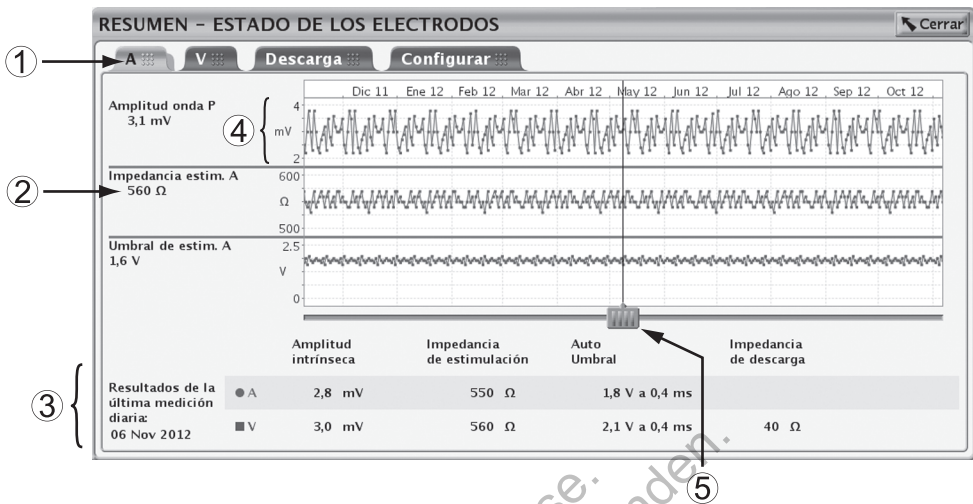 RESUMEN – ESTADO DE LOS ELECTRODOS
Cerrar
1
A V Descarga Configurar
Dic 11 Ene 12 Feb 12 Mar 12 Abr 12 May 12 Jun 12 Jul 12 Ago 12 Sep 12 Oct 12
Amplitud onda P
3,1 mV
4
4
mV
2
2
Impedancia estim. A
560 Ω
600
Ω
500
Umbral de estim. A
1,6 V
2.5
V
0
Amplitud intrínseca
Impedancia de estimulación
Auto Umbral
Impedancia de descarga
3
Resultados de la
última medición
diaria:
06 Nov 2012
A 2,8 mV 550 Ω 1,8 V a 0,4 ms
V 3,0 mV 560 Ω 2,1 V a 0,4 ms 40 Ω
5